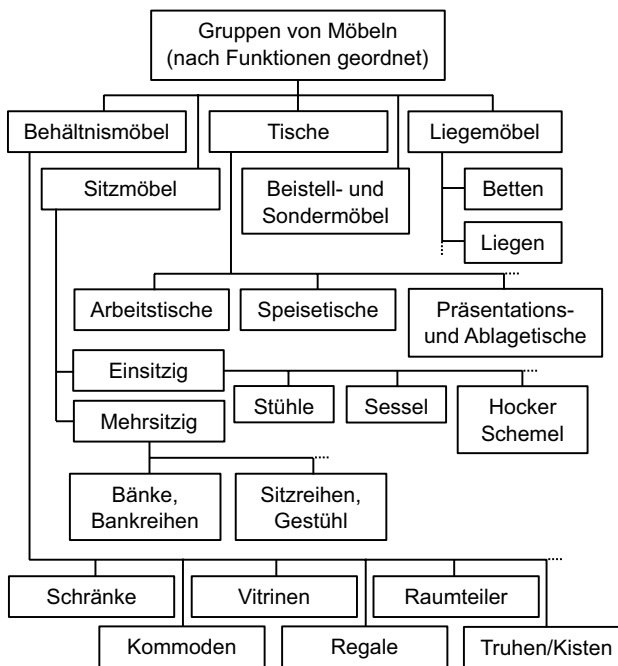 Gruppen von Möbeln
(nach Funktionen geordnet)
Behältnismöbel
Tische
Liegemöbel
Sitzmöbel
Beistell- und
Sondermöbel
Betten
Liegen
Arbeitstische
Speisetische
Präsentations-
und Ablagetische
Einsitzig
Stühle
Sessel
Hocker
Schemel
Mehrsitzig
Bänke,
Bankreihen
Sitzreihen,
Gestühl
Schränke
Vitrinen
Raumteiler
Kommoden
Regale
Truhen/Kisten